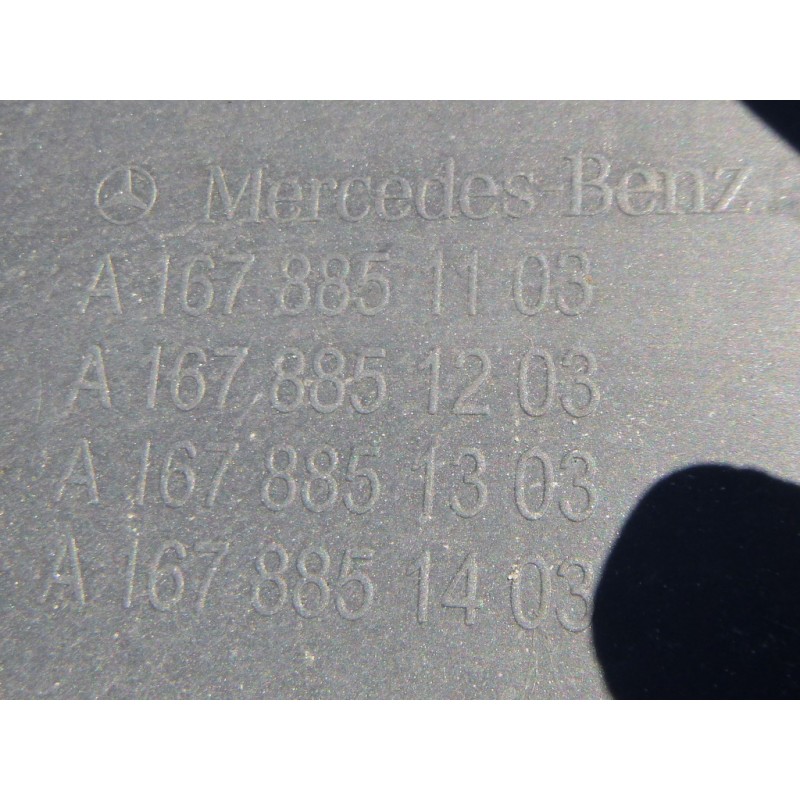 Mercedes-Benz
A 167 885 11 03
A 167 885 12 03
A 167 885 13 03
A 167 885 14 03